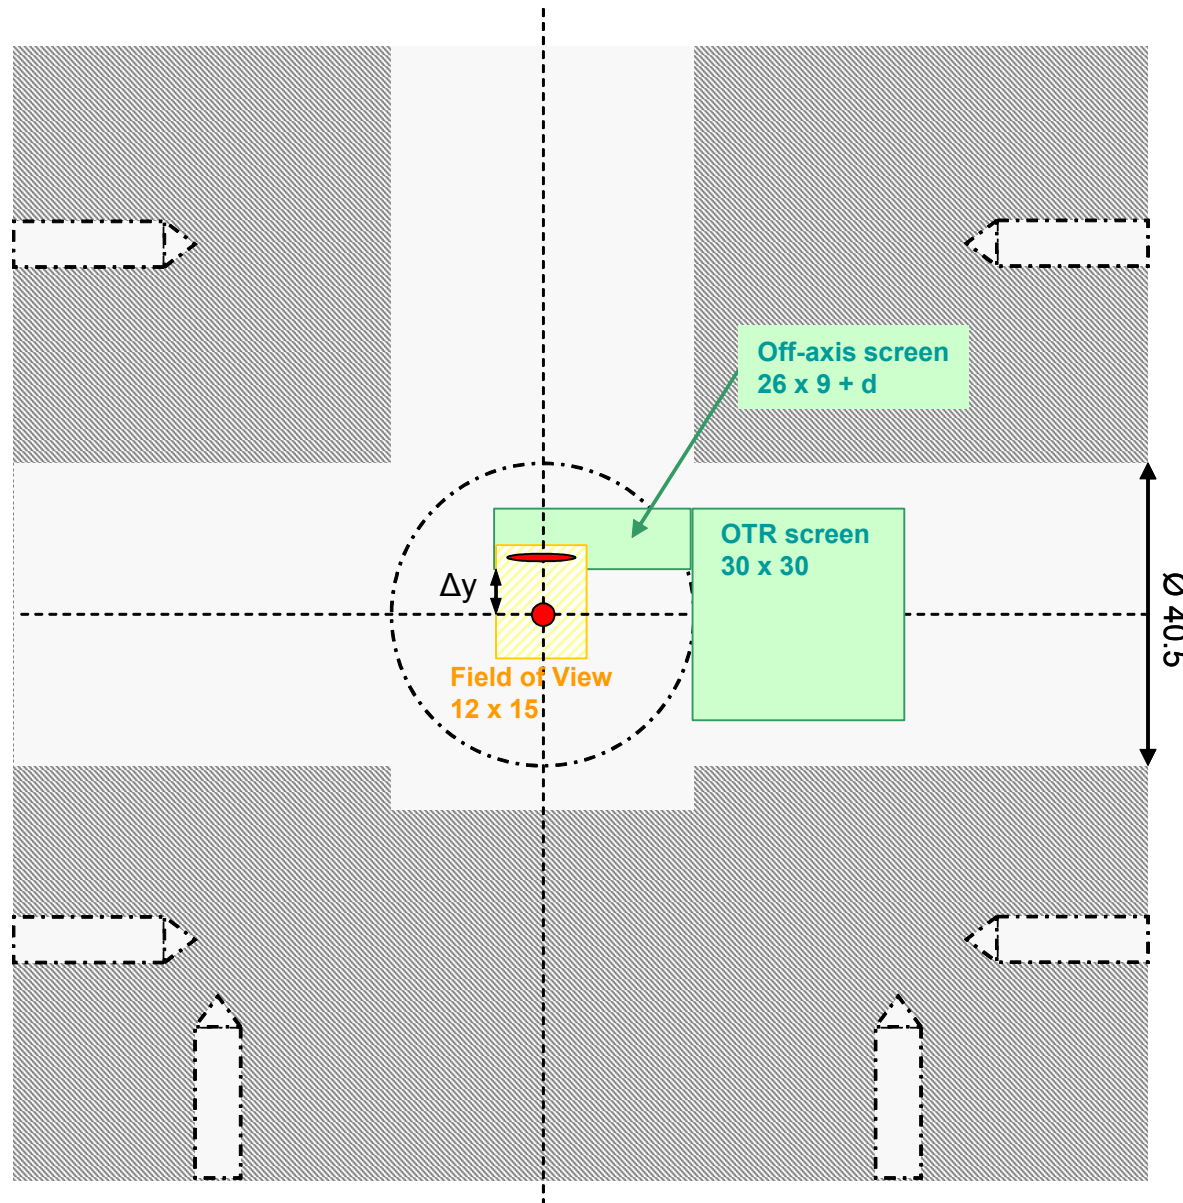 Off-axis screen
26 x 9 + d
OTR screen
30 x 30
Δy
Ø 40.5
Field of View
12 x 15